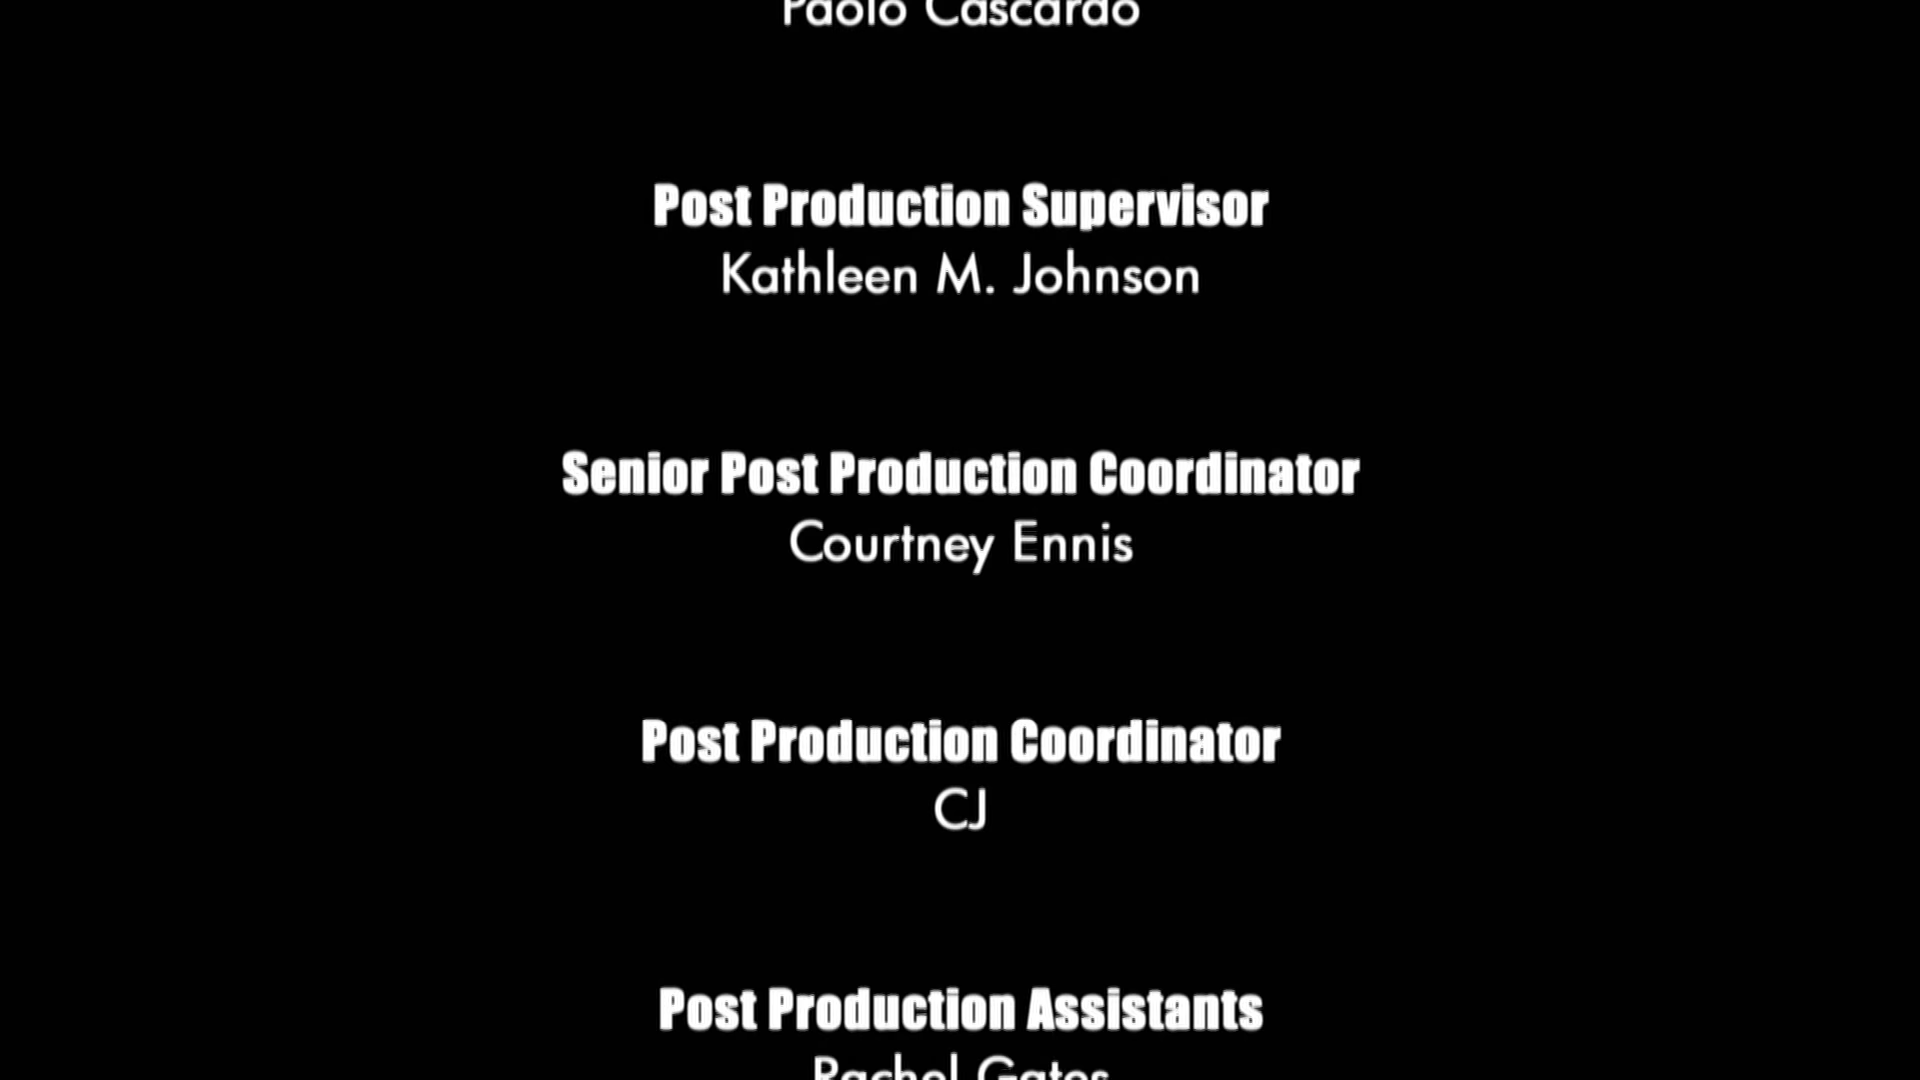 Paolo Cascardo
Post Production Supervisor
Kathleen M. Johnson
Senior Post Production Coordinator
Courtney Ennis
Post Production Coordinator
CJ
Post Production Assistants
Rachel Gates